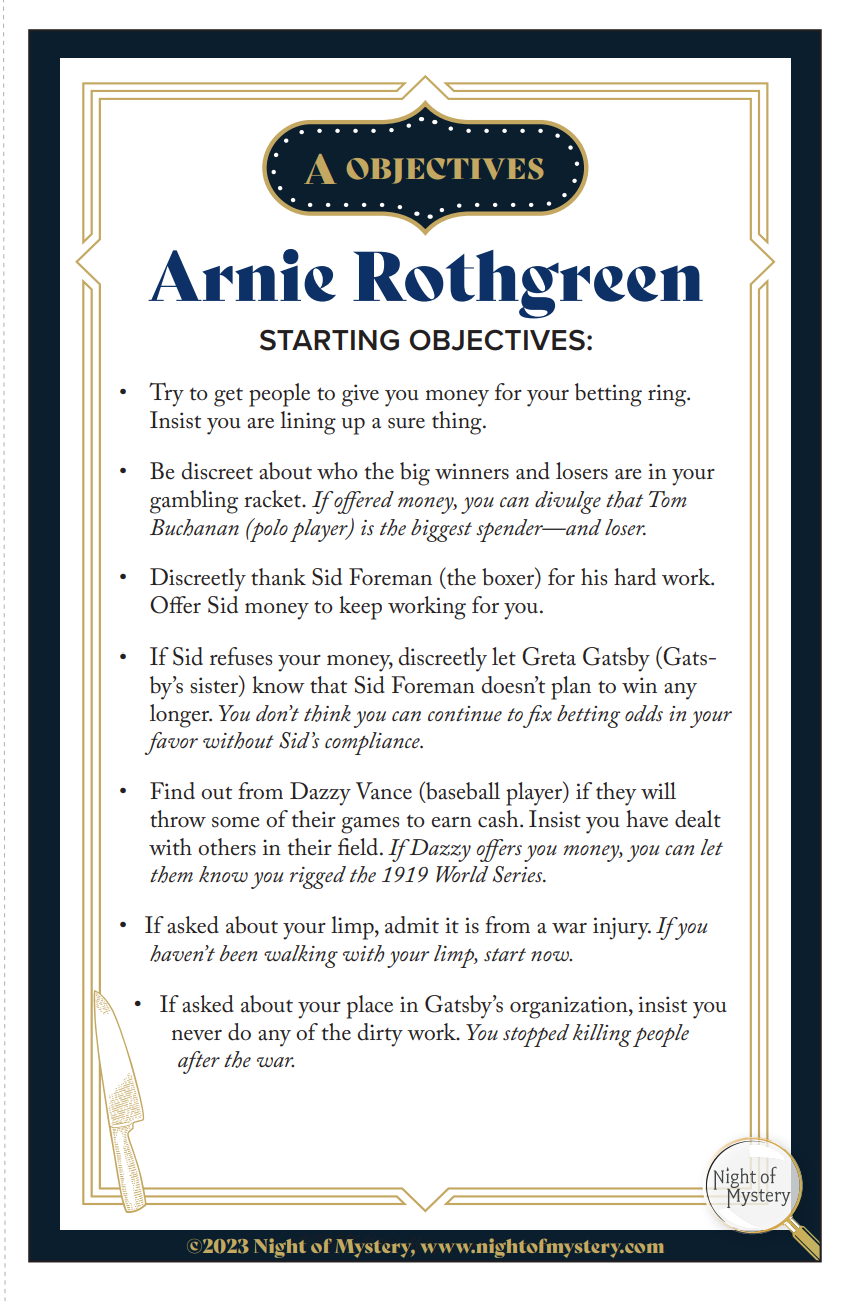 A OBJECTIVES
Arnie Rothgreen
STARTING OBJECTIVES:
• Try to get people to give you money for your betting ring.
Insist you are lining up a sure thing.
• Be discreet about who the big winners and losers are in your
gambling racket. If offered money, you can divulge that Tom
Buchanan (polo player) is the biggest spender—and loser.
• Discreetly thank Sid Foreman (the boxer) for his hard work.
Offer Sid money to keep working for you.
• If Sid refuses your money, discreetly let Greta Gatsby (Gats-
by’s sister) know that Sid Foreman doesn’t plan to win any
longer. You don’t think you can continue to fix betting odds in your
favor without Sid’s compliance.
• Find out from Dazzy Vance (baseball player) if they will
throw some of their games to earn cash. Insist you have dealt
with others in their field. If Dazzy offers you money, you can let
them know you rigged the 1919 World Series.
• If asked about your limp, admit it is from a war injury. If you
haven’t been walking with your limp, start now.
• If asked about your place in Gatsby’s organization, insist you
never do any of the dirty work. You stopped killing people
after the war.
Night of
Mystery
©2023 Night of Mystery, www.nightofmystery.com